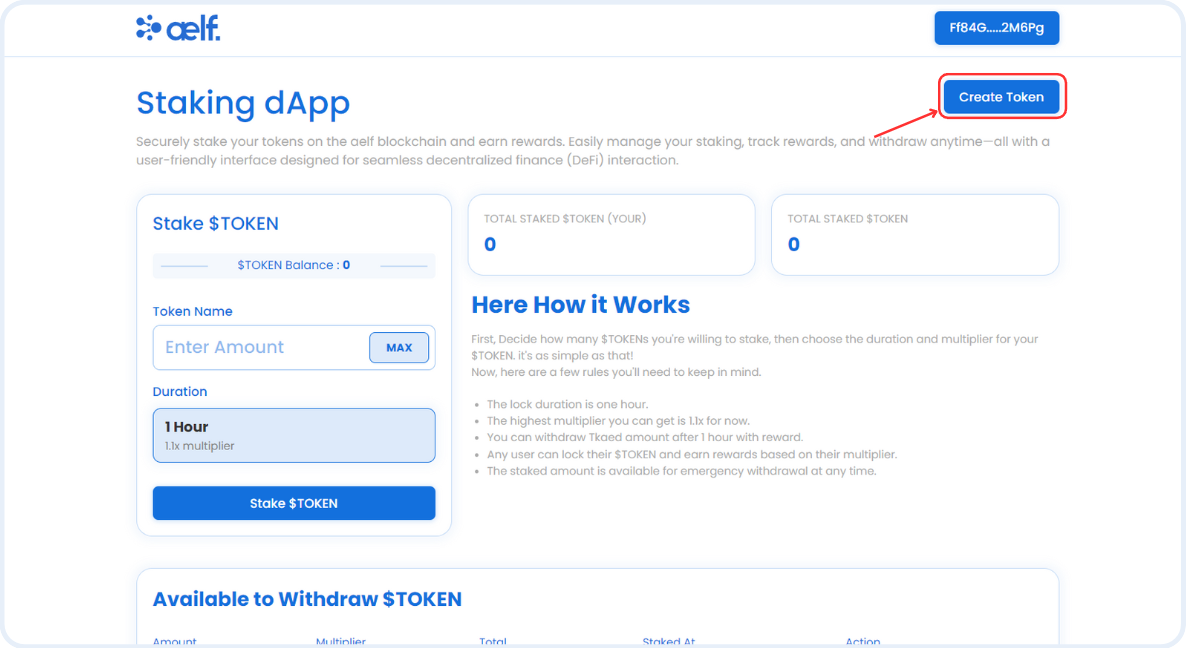 aelf.
Ff84G.....2M6Pg
Staking dApp
Create Token
Securely stake your tokens on the aelf blockchain and earn rewards. Easily manage your staking, track rewards, and withdraw anytime—all with a
user-friendly interface designed for seamless decentralized finance (DeFi) interaction.
Stake $TOKEN
$TOKEN Balance : 0
Token Name
Enter Amount
MAX
Duration
1 Hour
1.1x multiplier
Stake $TOKEN
TOTAL STAKED $TOKEN (YOUR)
0
TOTAL STAKED $TOKEN
0
Here How it Works
First, Decide how many $TOKENs you're willing to stake, then choose the duration and multiplier for your
$TOKEN. it's as simple as that!
Now, here are a few rules you'll need to keep in mind.
• The lock duration is one hour.
• The highest multiplier you can get is 1.1x for now.
• You can withdraw Tkaed amount after 1 hour with reward.
• Any user can lock their $TOKEN and earn rewards based on their multiplier.
• The staked amount is available for emergency withdrawal at any time.
Available to Withdraw $TOKEN
Amount Multiplier Total Staked At Action